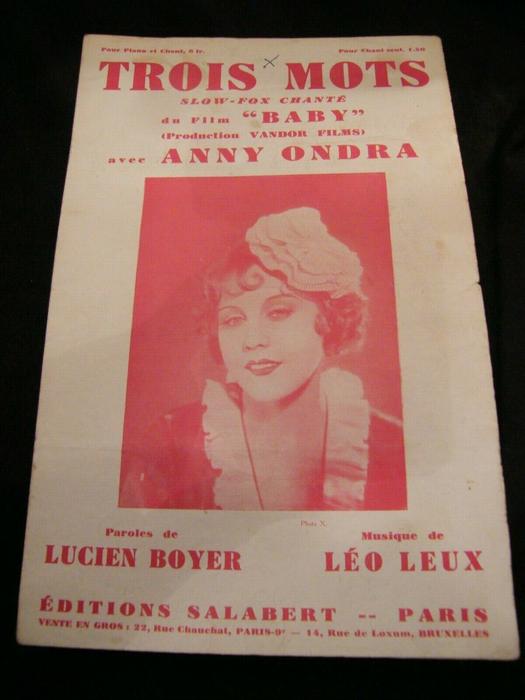 Pour Piano et Chant, 6 fr. Pour Chant seul, 1.50
TROIS MOTS
SLOW-FOX CHANTÉ
du Film “BABY”
(Production VANDOR FILMS)
avec ANNY ONDRA
Photo X.
Paroles de Musique de
LUCIEN BOYER LÉO LEUX
ÉDITIONS SALABERT -- PARIS
VENTE EN GROS : 22, Rue Chauchat, PARIS-9e — 14, Rue de Loxum, BRUXELLES